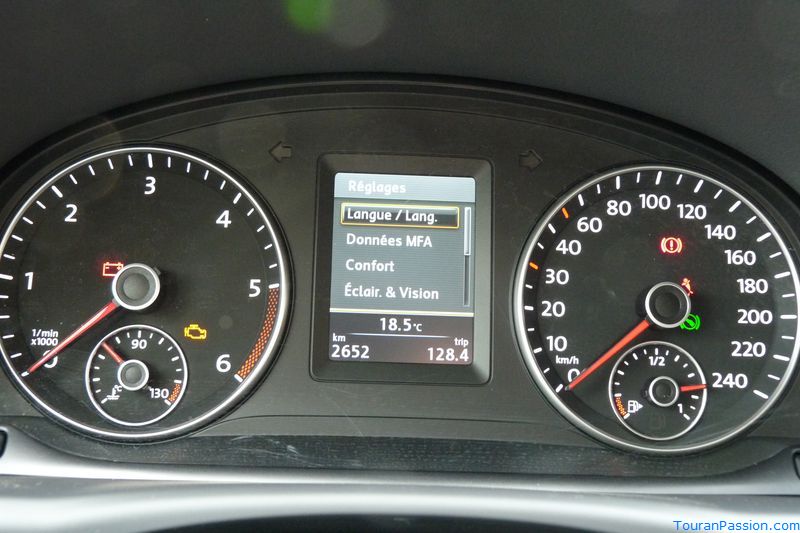 1
2
3
4
5
6
0
1/min
x1000
90
130
Réglages
Langue / Lang.
Données MFA
Confort
Éclair. & Vision
18.5°C
km
trip
2652
128.4
0
10
20
30
40
60
80
100
120
140
160
180
200
220
240
km/h
1/2
1
TouranPassion.com